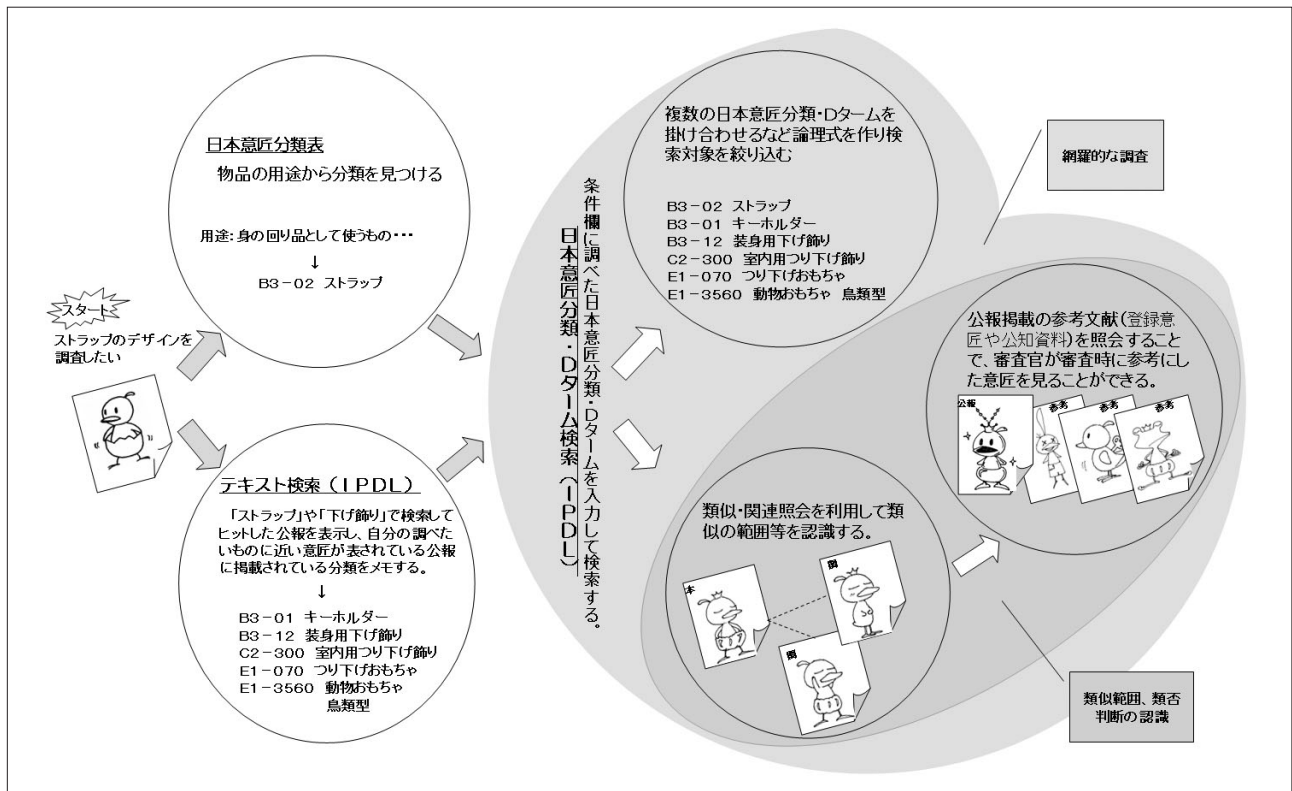 スタート
ストラップのデザインを
調査したい
日本意匠分類表
物品の用途から分類を見つける
用途：身の回り品として使うもの・・・
↓
B3－02 ストラップ
テキスト検索（IPDL）
「ストラップ」や「下げ飾り」で検索して
ヒットした公報を表示し、自分の調べた
いものに近い意匠が表されている公報
に掲載されている分類をメモする。
↓
B3－01 キーホルダー
B3－12 装身用下げ飾り
C2－300 室内用つり下げ飾り
E1－070 つり下げおもちゃ
E1－3560 動物おもちゃ
鳥類型
条件欄に調べた日本意匠分類・Dタームを入力して検索する。
日本意匠分類・Dターム検索（IPDL）
複数の日本意匠分類・Dタームを
掛け合わせるなど論理式を作り検
索対象を絞り込む
B3－02 ストラップ
B3－01 キーホルダー
B3－12 装身用下げ飾り
C2－300 室内用つり下げ飾り
E1－070 つり下げおもちゃ
E1－3560 動物おもちゃ 鳥類型
網羅的な調査
類似・関連照会を利用して類
似の範囲等を認識する。
本
関
関
公報掲載の参考文献（登録意
匠や公知資料）を照会すること
で、審査官が審査時に参考にし
た意匠を見ることができる。
公報
参考
参考
参考
類似範囲、類否
判断の認識